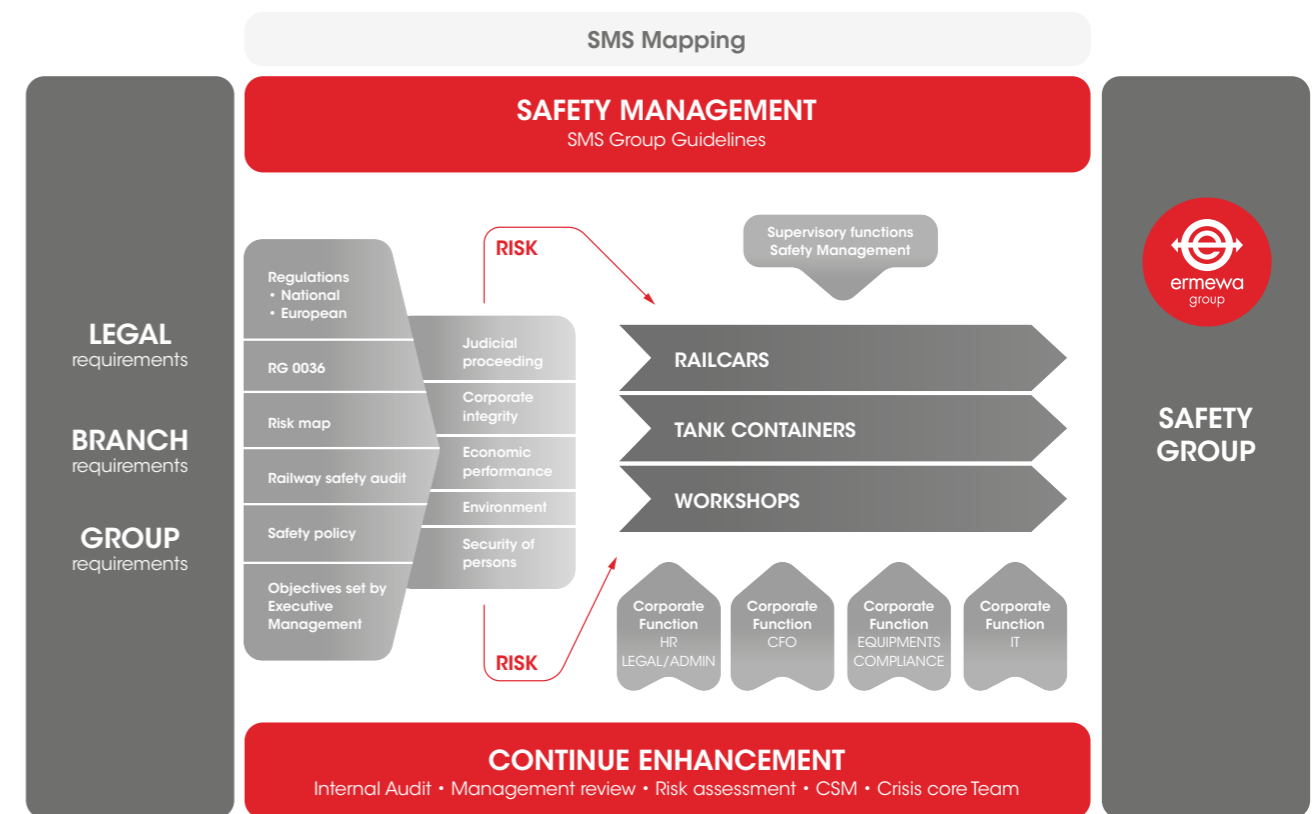 SMS Mapping
SAFETY MANAGEMENT
SMS Group Guidelines
LEGAL
requirements
BRANCH
requirements
GROUP
requirements
Regulations
• National
• European
RG 0036
Risk map
Railway safety audit
Safety policy
Objectives set by
Executive
Management
Judicial
proceeding
Corporate
integrity
Economic
performance
Environment
Security of
persons
RISK
RISK
Supervisory functions
Safety Management
RAILCARS
TANK CONTAINERS
WORKSHOPS
Corporate
Function
HR
LEGAL/ADMIN
Corporate
Function
CFO
Corporate
Function
EQUIPMENTS
COMPLIANCE
Corporate
Function
IT
ermewa
group
SAFETY
GROUP
CONTINUE ENHANCEMENT
Internal Audit • Management review • Risk assessment • CSM • Crisis core Team